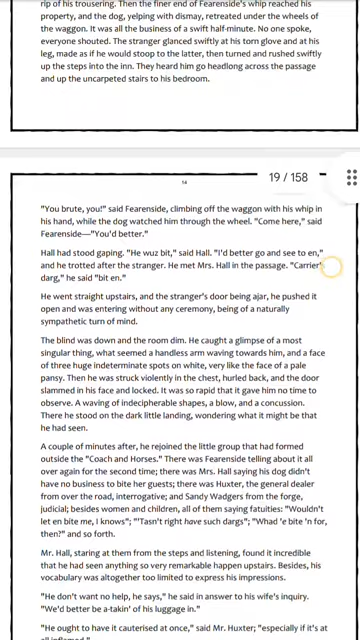 rip of his trousering. Then the finer end of Fearenside's whip reached his
property, and the dog, yelping with dismay, retreated under the wheels of
the waggon. It was all the business of a swift half-minute. No one spoke,
everyone shouted. The stranger glanced swiftly at his torn glove and at his
leg, made as if he would stoop to the latter, then turned and rushed swiftly
up the steps into the inn. They heard him go headlong across the passage
and up the uncarpeted stairs to his bedroom.
19 / 158
14
"You brute, you!" said Fearenside, climbing off the waggon with his whip in
his hand, while the dog watched him through the wheel. "Come here," said
Fearenside—"You'd better."
Hall had stood gaping. "He wuz bit," said Hall. "I'd better go and see to en,"
and he trotted after the stranger. He met Mrs. Hall in the passage. "Carrier's
darg," he said "bit en."
He went straight upstairs, and the stranger's door being ajar, he pushed it
open and was entering without any ceremony, being of a naturally
sympathetic turn of mind.
The blind was down and the room dim. He caught a glimpse of a most
singular thing, what seemed a handless arm waving towards him, and a face
of three huge indeterminate spots on white, very like the face of a pale
pansy. Then he was struck violently in the chest, hurled back, and the door
slammed in his face and locked. It was so rapid that it gave him no time to
observe. A waving of indecipherable shapes, a blow, and a concussion.
There he stood on the dark little landing, wondering what it might be that
he had seen.
A couple of minutes after, he rejoined the little group that had formed
outside the "Coach and Horses." There was Fearenside telling about it all
over again for the second time; there was Mrs. Hall saying his dog didn't
have no business to bite her guests; there was Huxter, the general dealer
from over the road, interrogative; and Sandy Wadgers from the forge,
judicial; besides women and children, all of them saying fatuities: "Wouldn't
let en bite me, I knows"; "'Tasn't right have such dargs"; "Whad 'e bite 'n for,
then?" and so forth.
Mr. Hall, staring at them from the steps and listening, found it incredible
that he had seen anything so very remarkable happen upstairs. Besides, his
vocabulary was altogether too limited to express his impressions.
"He don't want no help, he says," he said in answer to his wife's inquiry.
"We'd better be a-takin' of his luggage in."
"He ought to have it cauterised at once," said Mr. Huxter; "especially if it's at